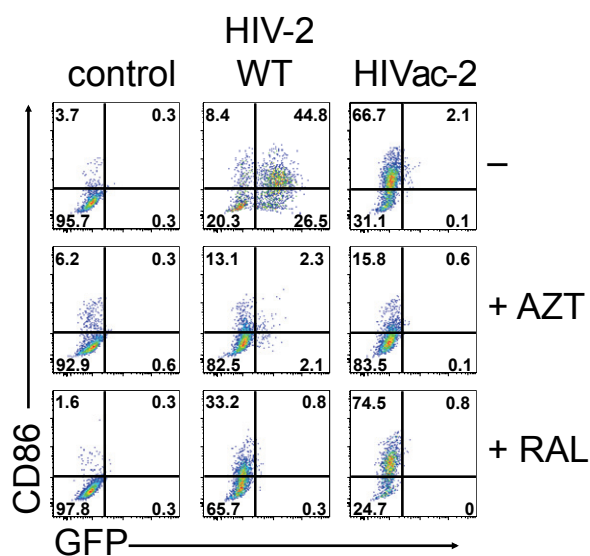 HIV-2
control WT HIVac-2
3.7 0.3 8.4 44.8 66.7 2.1
–
95.7 0.3 20.3 26.5 31.1 0.1
6.2 0.3 13.1 2.3 15.8 0.6
+ AZT
92.9 0.6 82.5 2.1 83.5 0.1
1.6 0.3 33.2 0.8 74.5 0.8
+ RAL
97.8 0.3 65.7 0.3 24.7 0
CD86
GFP